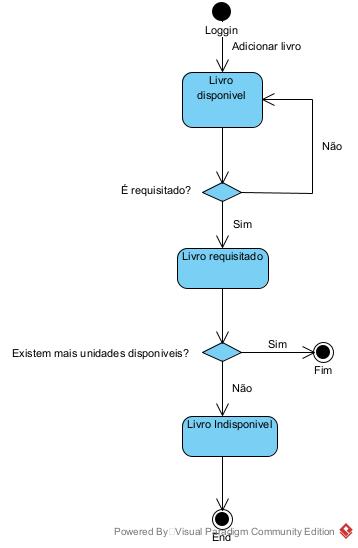 Loggin
Adicionar livro
Livro
disponivel
Não
É requisitado?
Sim
Livro requisitado
Existem mais unidades disponiveis?
Sim
Fim
Não
Livro Indisponivel
Powered By Visual Paradigm Community Edition
End